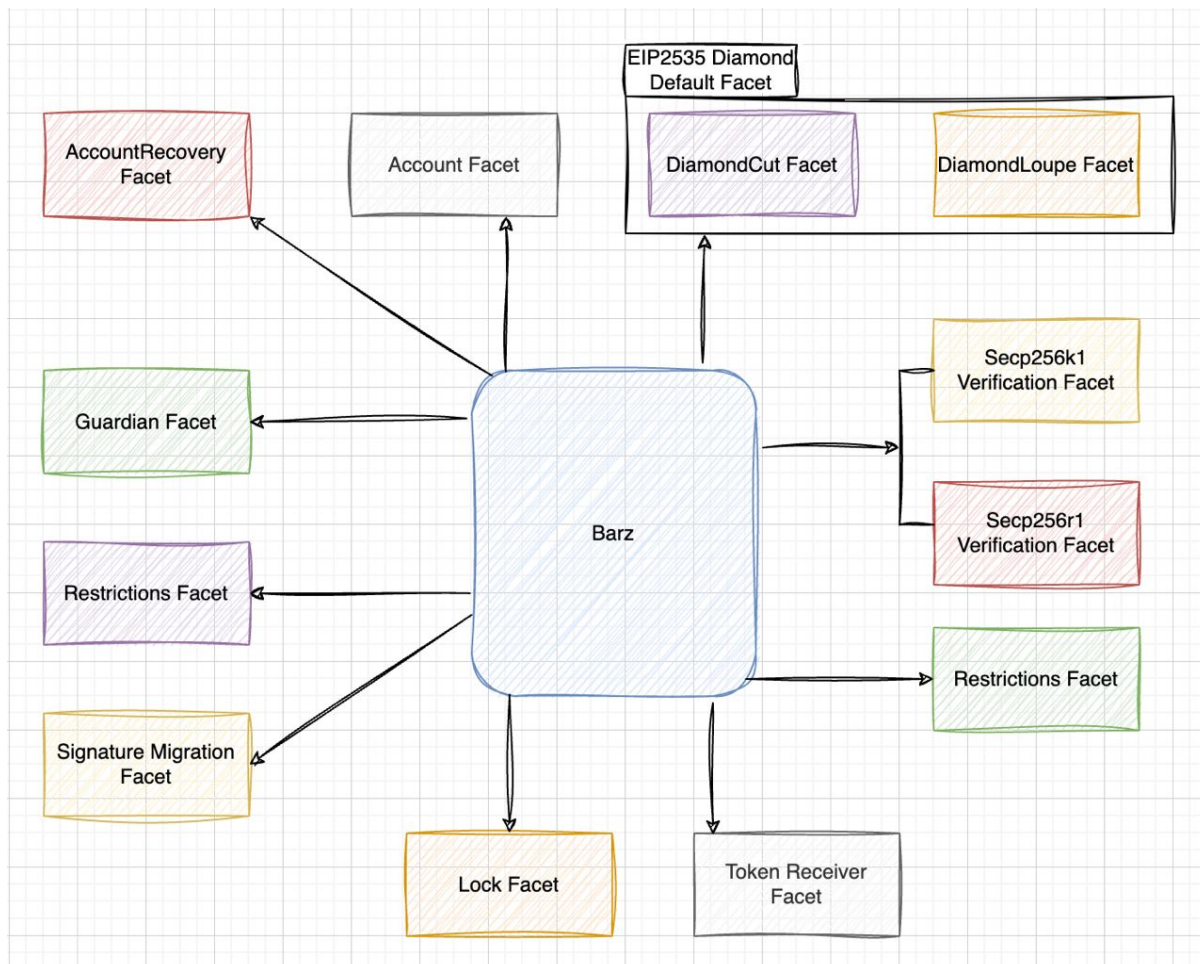 EIP2535 Diamond
Default Facet
AccountRecovery
Facet
Account Facet
DiamondCut Facet
DiamondLoupe Facet
Secp256k1
Verification Facet
Guardian Facet
Barz
Secp256r1
Verification Facet
Restrictions Facet
Restrictions Facet
Signature Migration
Facet
Lock Facet
Token Receiver
Facet